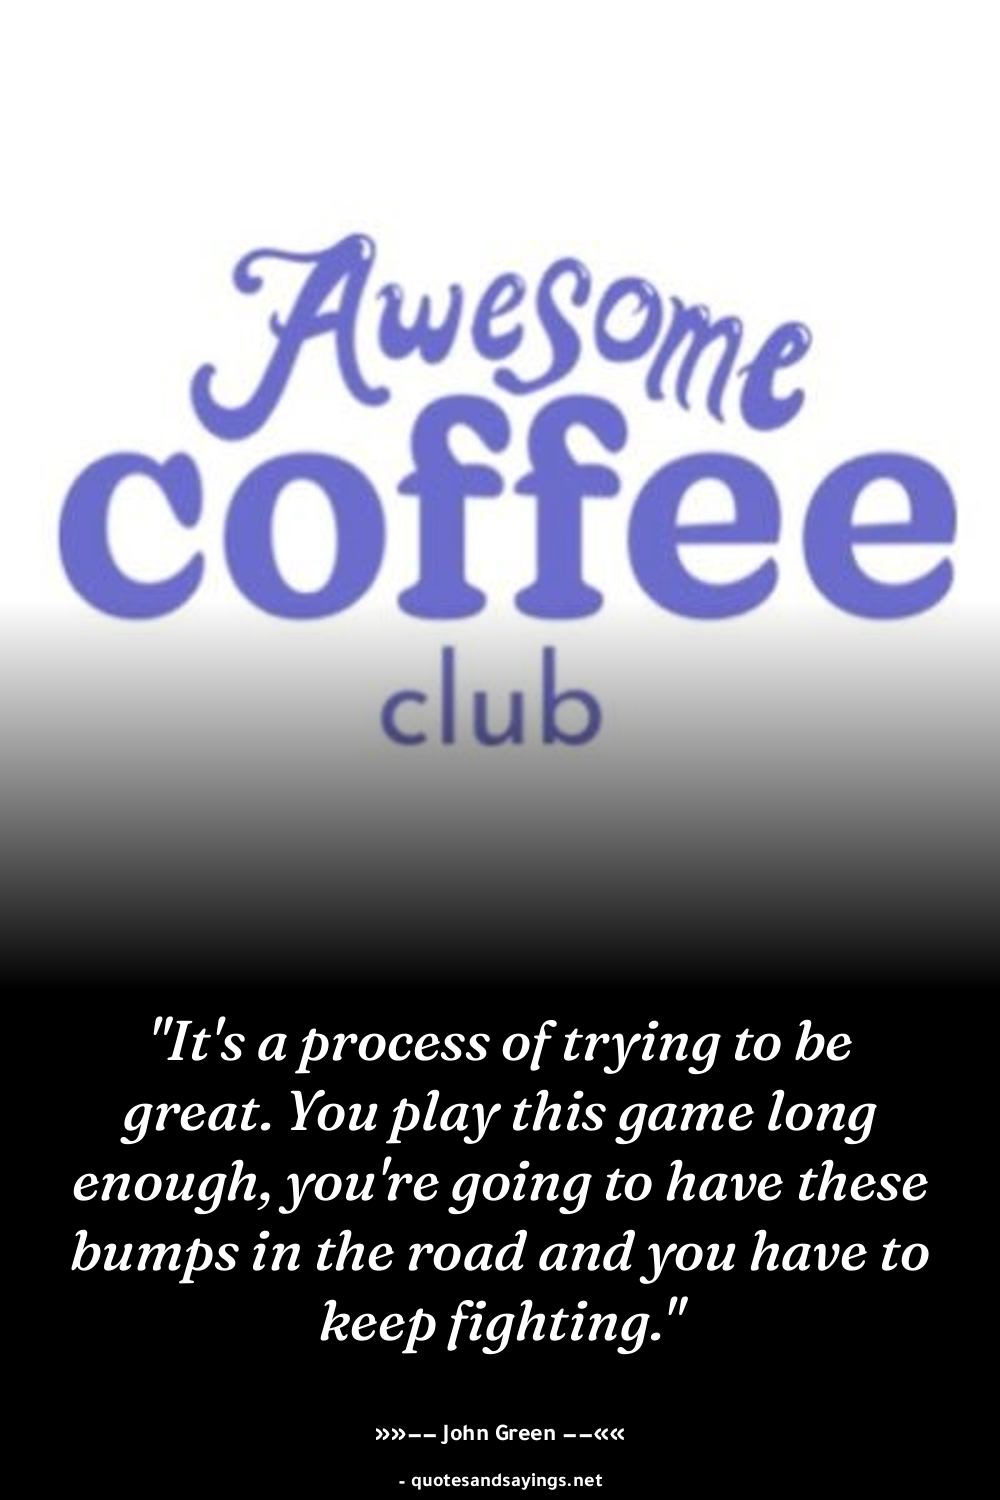 Awesome
coffee
club
"It's a process of trying to be
great. You play this game long
enough, you're going to have these
bumps in the road and you have to
keep fighting."
»»—— John Green ——««
- quotesandsayings.net